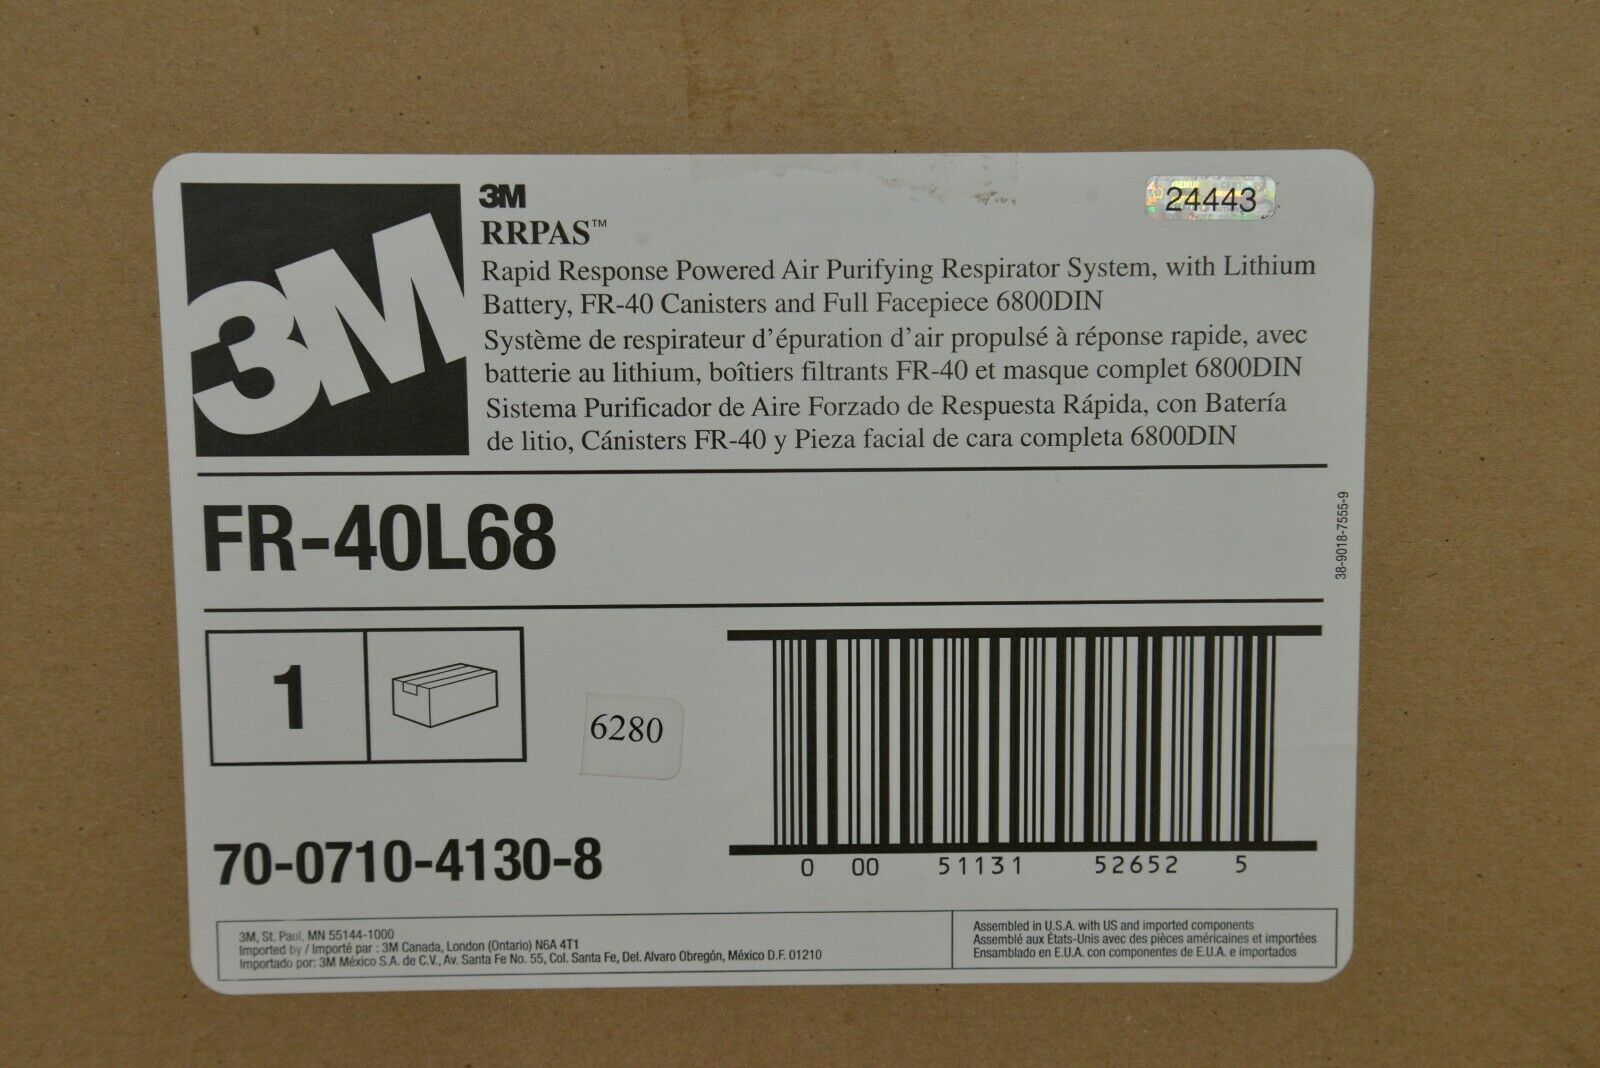 3M
3M
RRPAS™
24443
Rapid Response Powered Air Purifying Respirator System, with Lithium
Battery, FR-40 Canisters and Full Facepiece 6800DIN
Système de respirateur d'épuration d'air propulsé à réponse rapide, avec
batterie au lithium, boîtiers filtrants FR-40 et masque complet 6800DIN
Sistema Purificador de Aire Forzado de Respuesta Rápida, con Batería
de litio, Cánisters FR-40 y Pieza facial de cara completa 6800DIN
FR-40L68
38-9018-7555-9
1
6280
70-0710-4130-8
0 00 51131 52652 5
3M, St. Paul, MN 55144-1000
Imported by / Importé par : 3M Canada, London (Ontario) N6A 4T1
Importado por: 3M México S.A. de C.V., Av. Santa Fe No. 55, Col. Santa Fe, Del. Alvaro Obregón, México D.F. 01210
Assembled in U.S.A. with US and imported components
Assemblé aux États-Unis avec des pièces américaines et importées
Ensamblado en E.U.A. con componentes de E.U.A. e importados